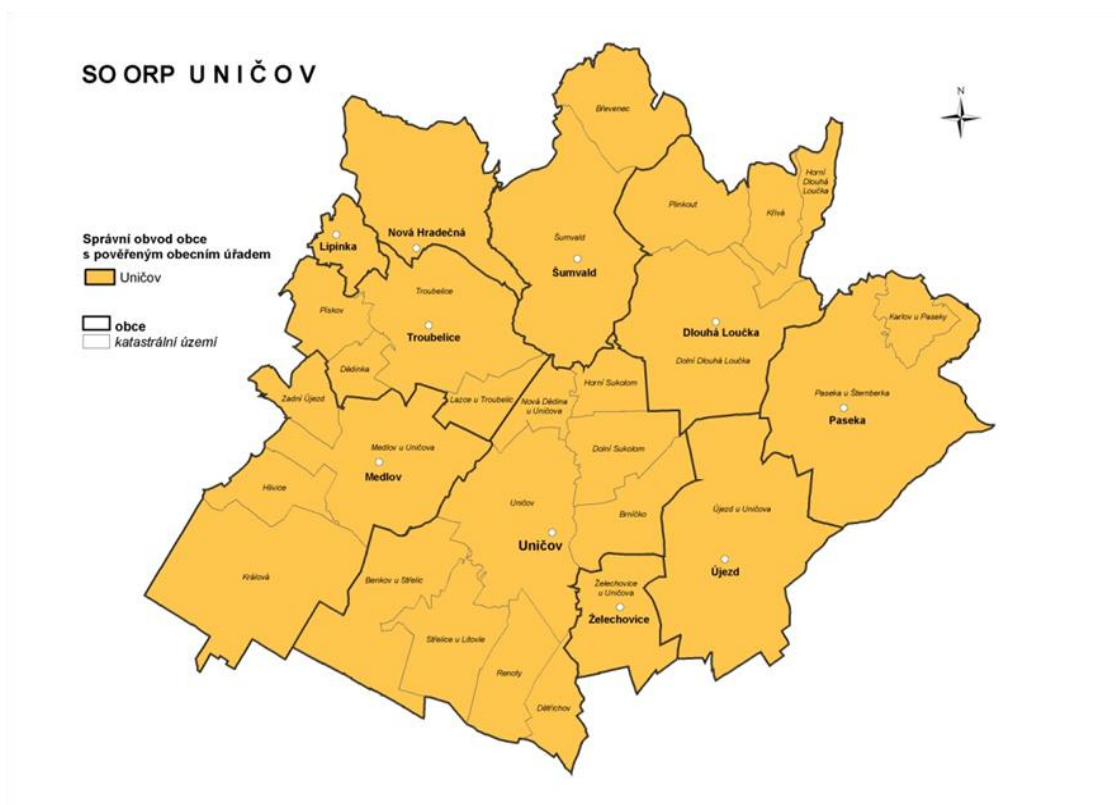 SO ORP U N I Č O V
N
Správní obvod obce
s pověřeným obecním úřadem
Uničov
obce
katastrální území
Břevenec
Plinkout
Křivá
Horní
Dlouhá
Loučka
Nová Hradečná
Lipinka
Šumvald
Šumvald
Troubelice
Troubelice
Pískov
Dědinka
Dlouhá Loučka
Dolní Dlouhá Loučka
Karlov u Paseky
Paseka u Šternberka
Paseka
Zadní Újezd
Lazce u Troubelic
Nová Dědina
u Uničova
Horní Sukolom
Dolní Sukolom
Medlov u Uničova
Medlov
Hlivice
Uničov
Uničov
Brníčko
Újezd u Uničova
Újezd
Králová
Benkov u Střelic
Želechovice
u Uničova
Želechovice
Střelice u Litovle
Renoty
Dětřichov